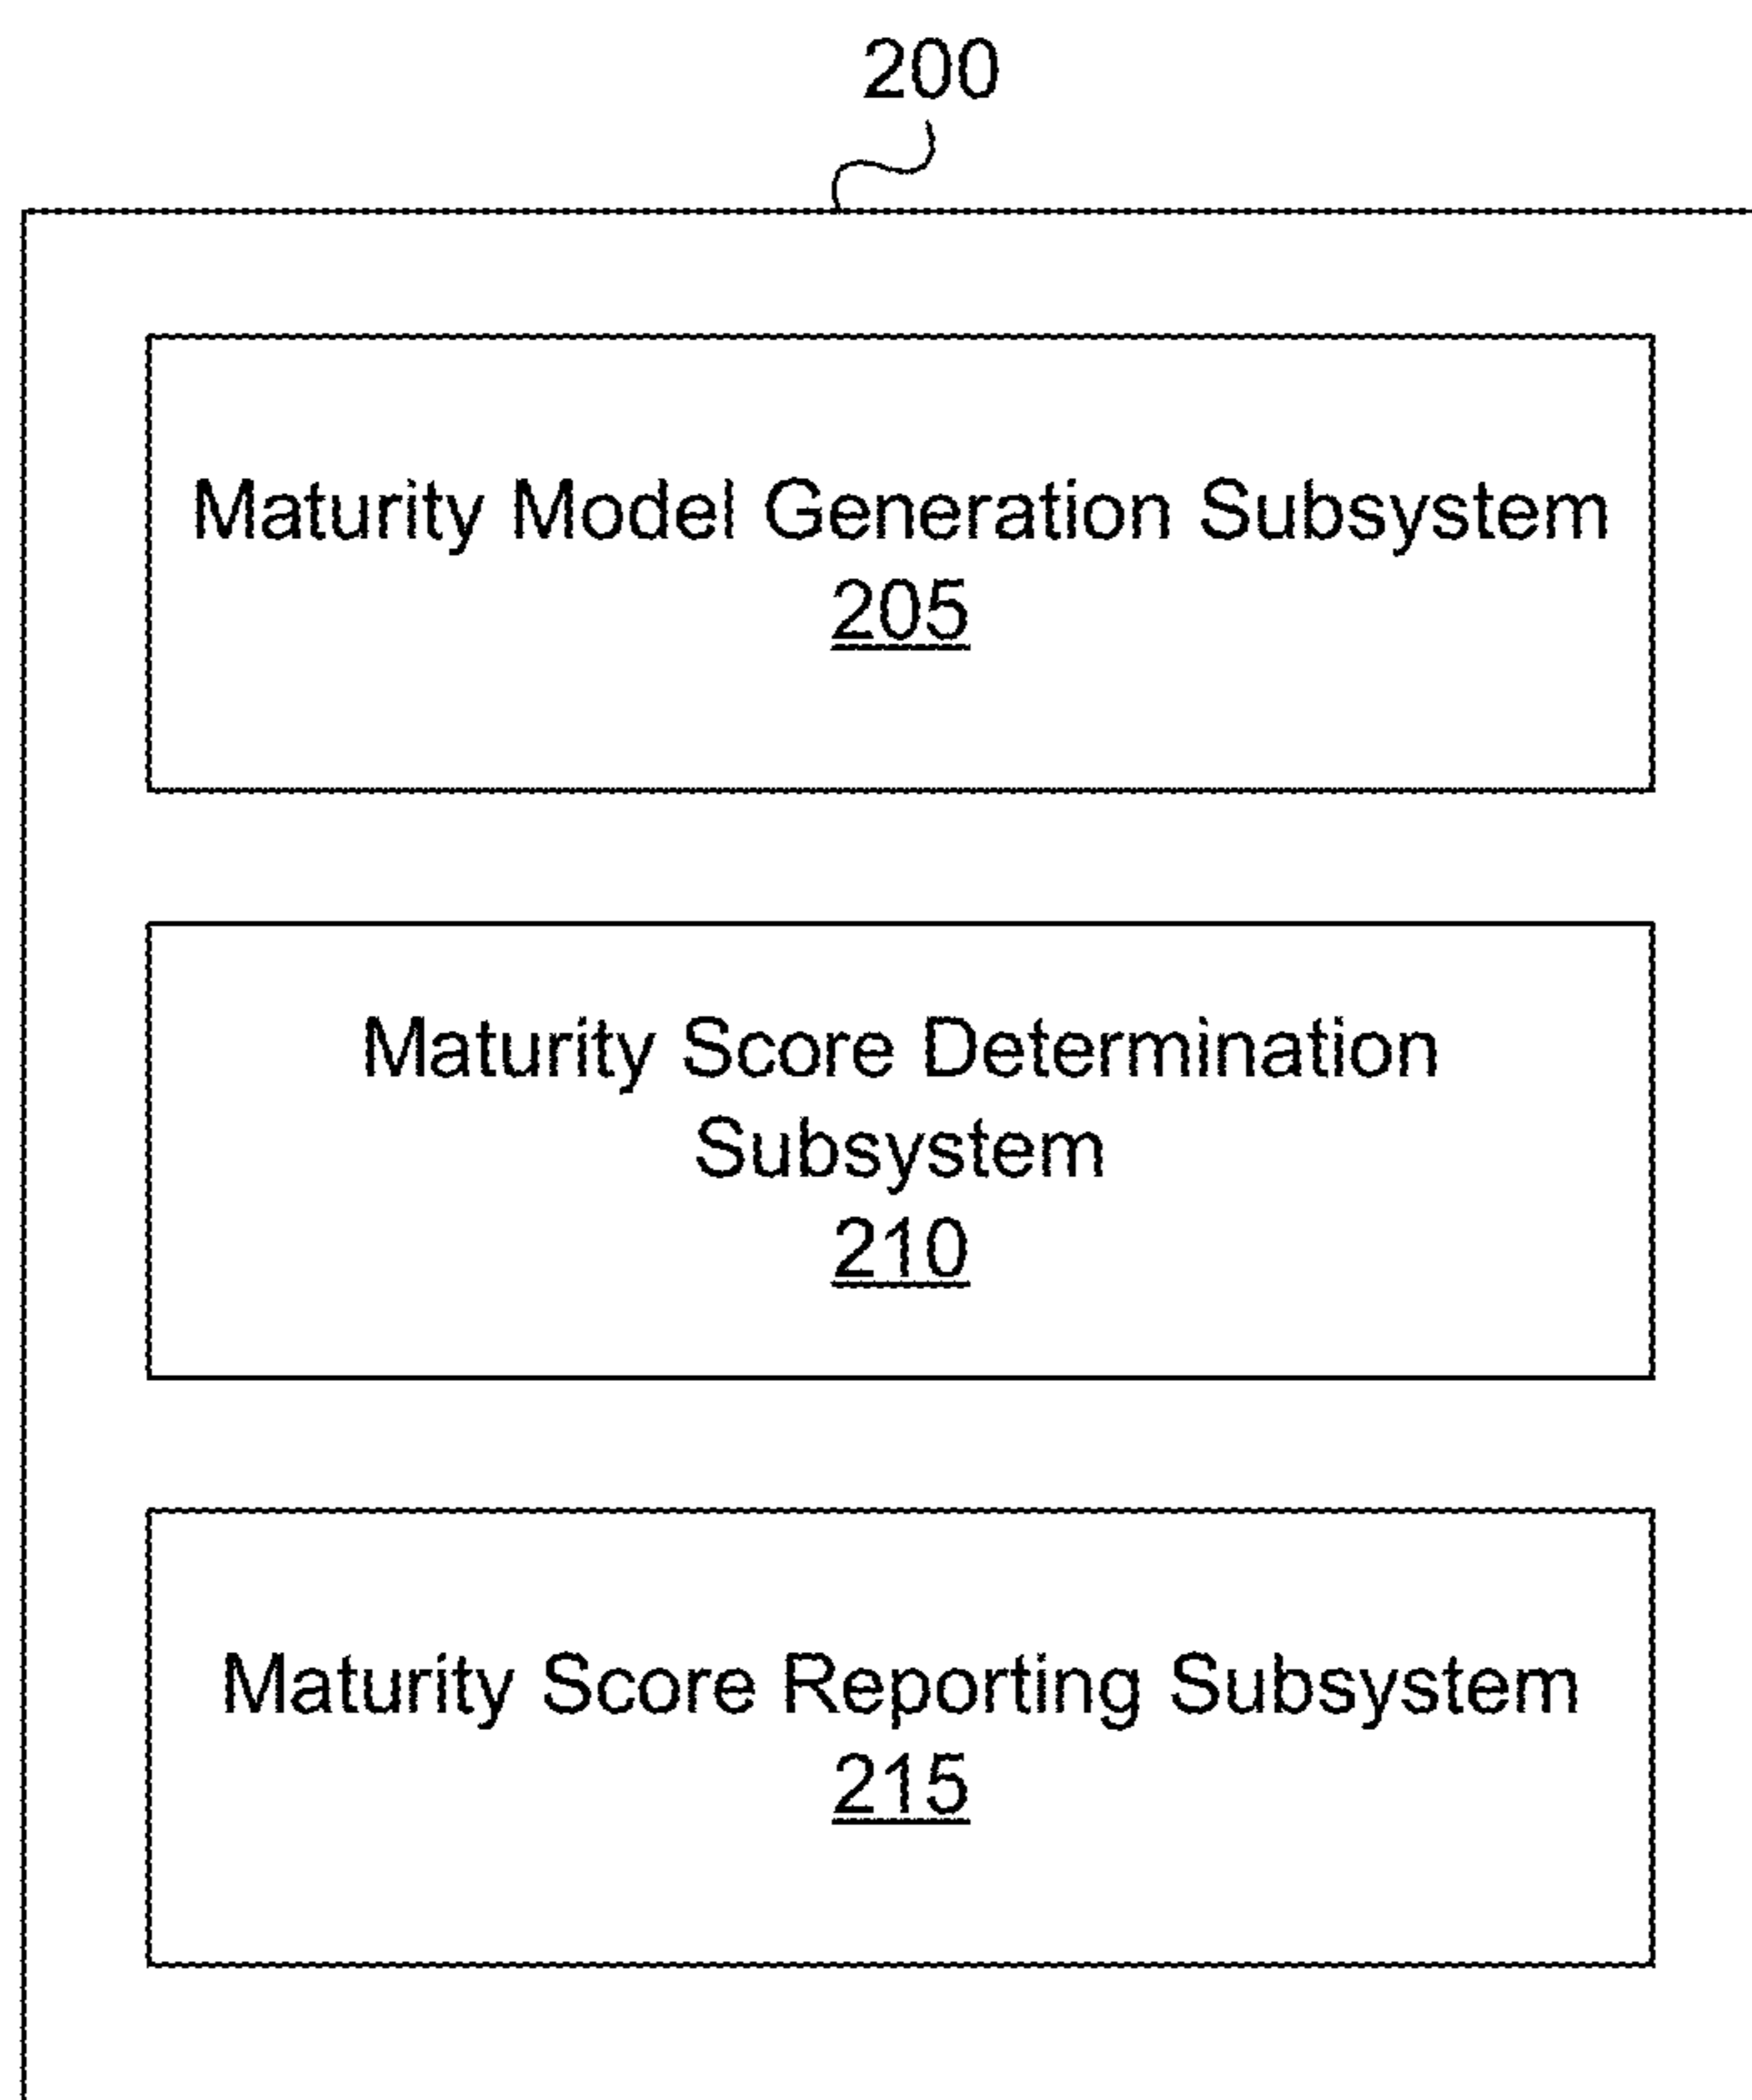 200
Maturity Model Generation Subsystem
205
Maturity Score Determination
Subsystem
210
Maturity Score Reporting Subsystem
215